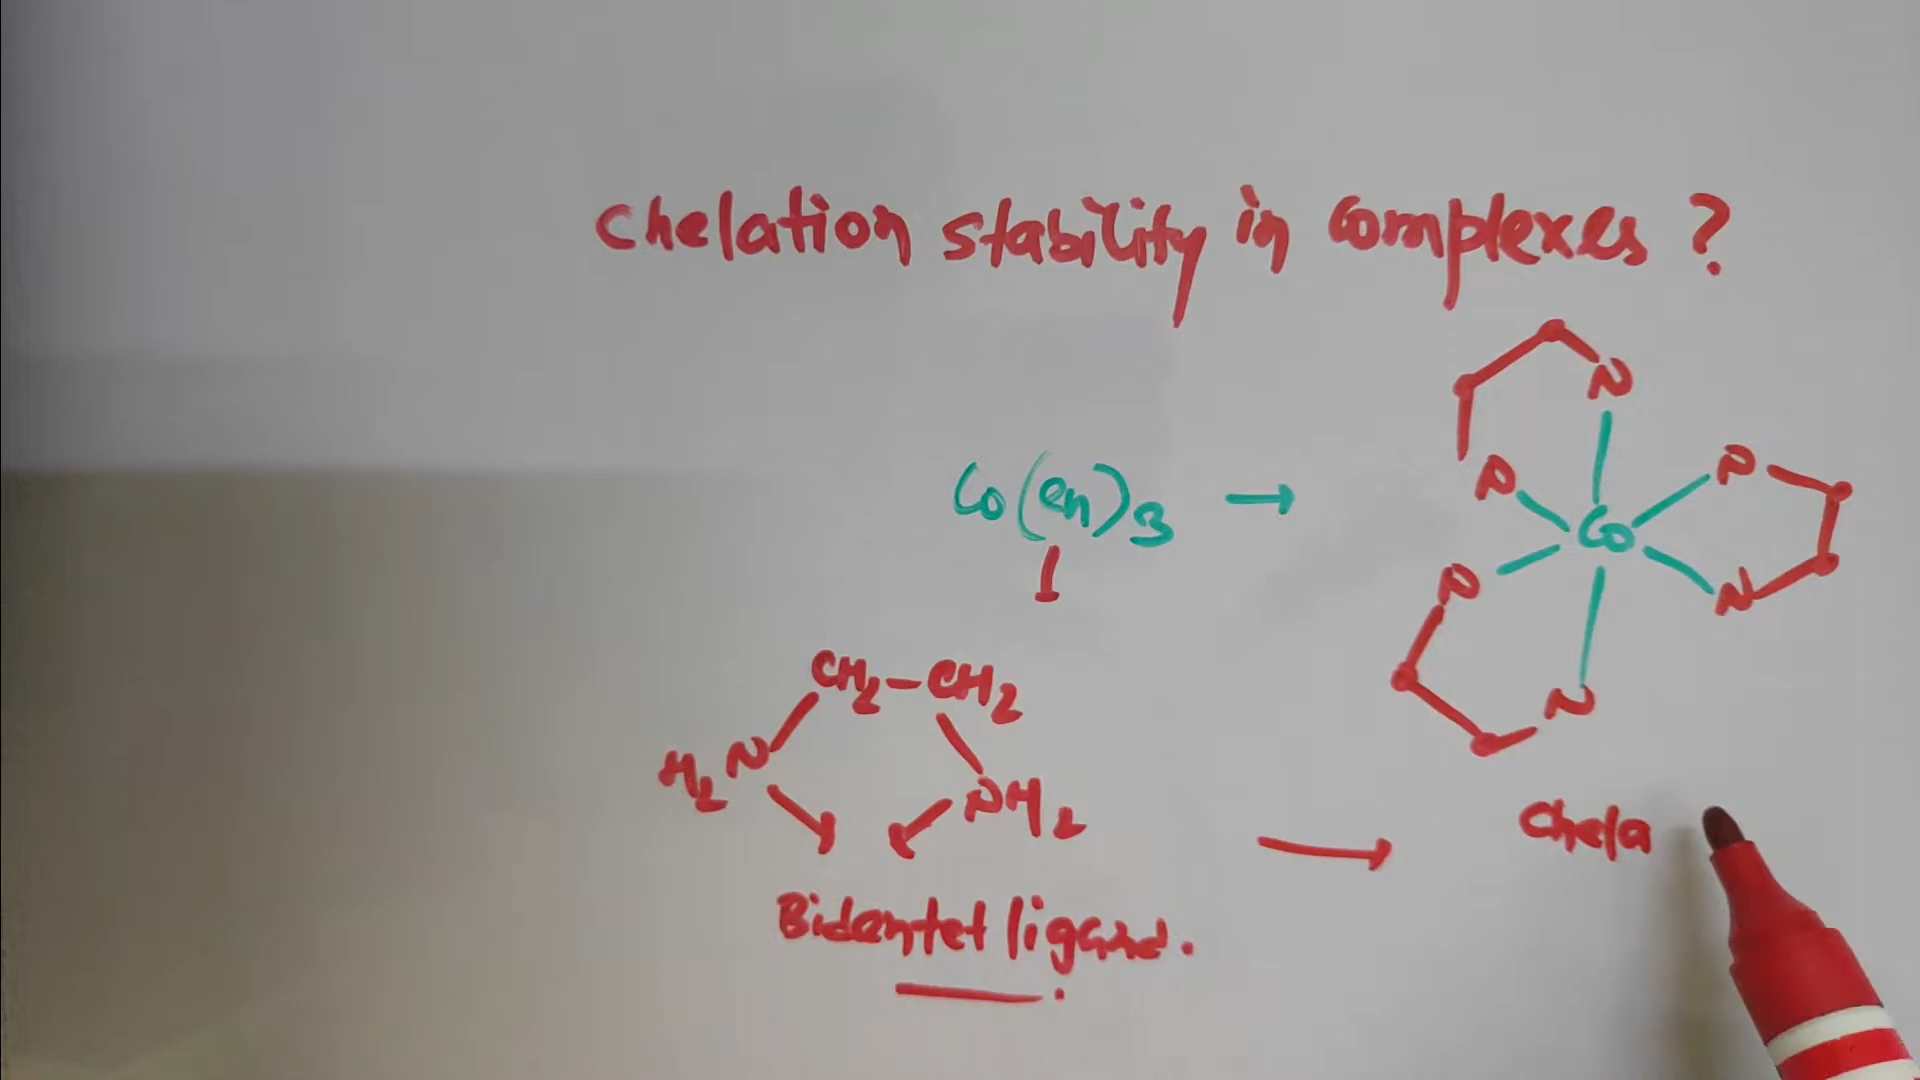 Chelation stability in complexes ?
Co(en)3 →
N
N
N
Co
N
N
N
CH2-CH2
H2N
NH2
Bidentet ligand.
→
Chela